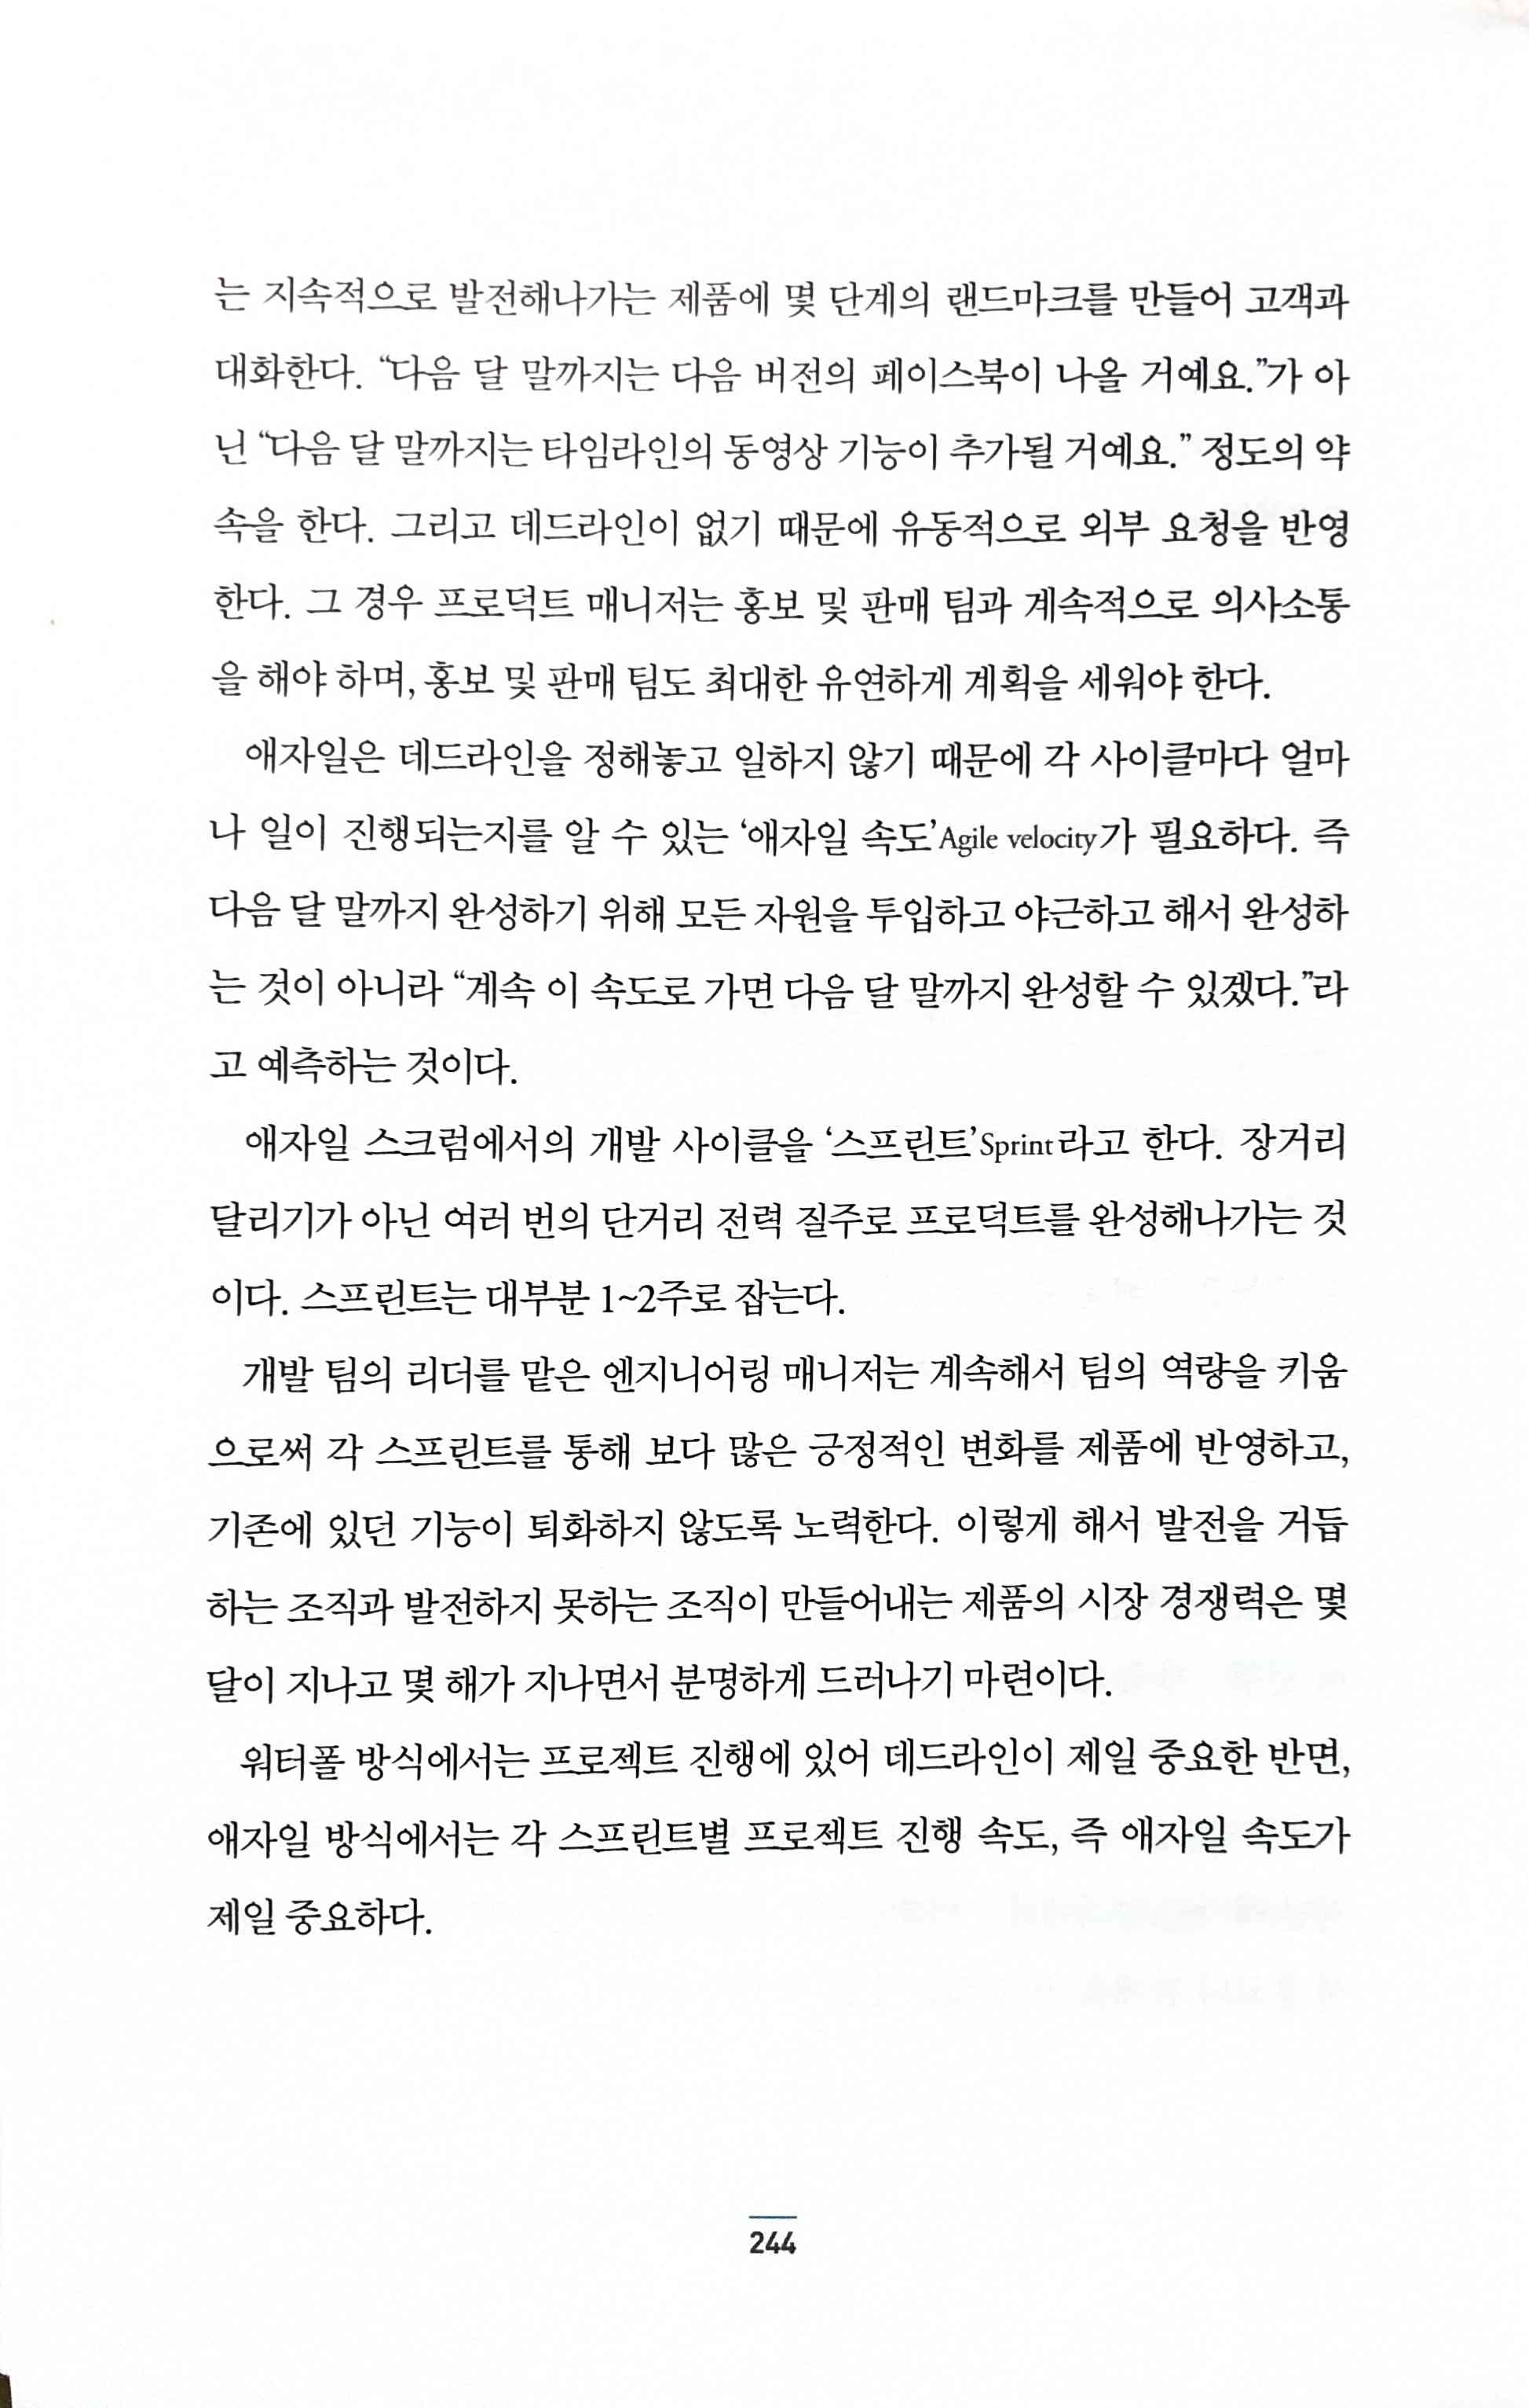 는 지속적으로 발전해나가는 제품에 몇 단계의 랜드마크를 만들어 고객과
대화한다. “다음 달 말까지는 다음 버전의 페이스북이 나올 거예요.”가 아
닌 “다음 달 말까지는 타임라인의 동영상 기능이 추가될 거예요.” 정도의 약
속을 한다. 그리고 데드라인이 없기 때문에 유동적으로 외부 요청을 반영
한다. 그 경우 프로덕트 매니저는 홍보 및 판매 팀과 계속적으로 의사소통
을 해야 하며, 홍보 및 판매 팀도 최대한 유연하게 계획을 세워야 한다.
애자일은 데드라인을 정해놓고 일하지 않기 때문에 각 사이클마다 얼마
나 일이 진행되는지를 알 수 있는 ‘애자일 속도’Agile velocity가 필요하다. 즉
다음 달 말까지 완성하기 위해 모든 자원을 투입하고 야근하고 해서 완성하
는 것이 아니라 “계속 이 속도로 가면 다음 달 말까지 완성할 수 있겠다.”라
고 예측하는 것이다.
애자일 스크럼에서의 개발 사이클을 ‘스프린트’Sprint라고 한다. 장거리
달리기가 아닌 여러 번의 단거리 전력 질주로 프로덕트를 완성해나가는 것
이다. 스프린트는 대부분 1~2주로 잡는다.
개발 팀의 리더를 맡은 엔지니어링 매니저는 계속해서 팀의 역량을 키움
으로써 각 스프린트를 통해 보다 많은 긍정적인 변화를 제품에 반영하고,
기존에 있던 기능이 퇴화하지 않도록 노력한다. 이렇게 해서 발전을 거듭
하는 조직과 발전하지 못하는 조직이 만들어내는 제품의 시장 경쟁력은 몇
달이 지나고 몇 해가 지나면서 분명하게 드러나기 마련이다.
워터폴 방식에서는 프로젝트 진행에 있어 데드라인이 제일 중요한 반면,
애자일 방식에서는 각 스프린트별 프로젝트 진행 속도, 즉 애자일 속도가
제일 중요하다.
244